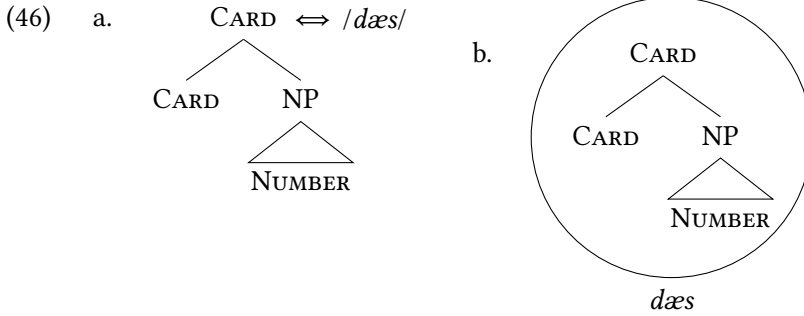 (46) a. CARD ⇔ /dæs/
CARD NP
NUMBER
b.
CARD
CARD NP
NUMBER
dæs